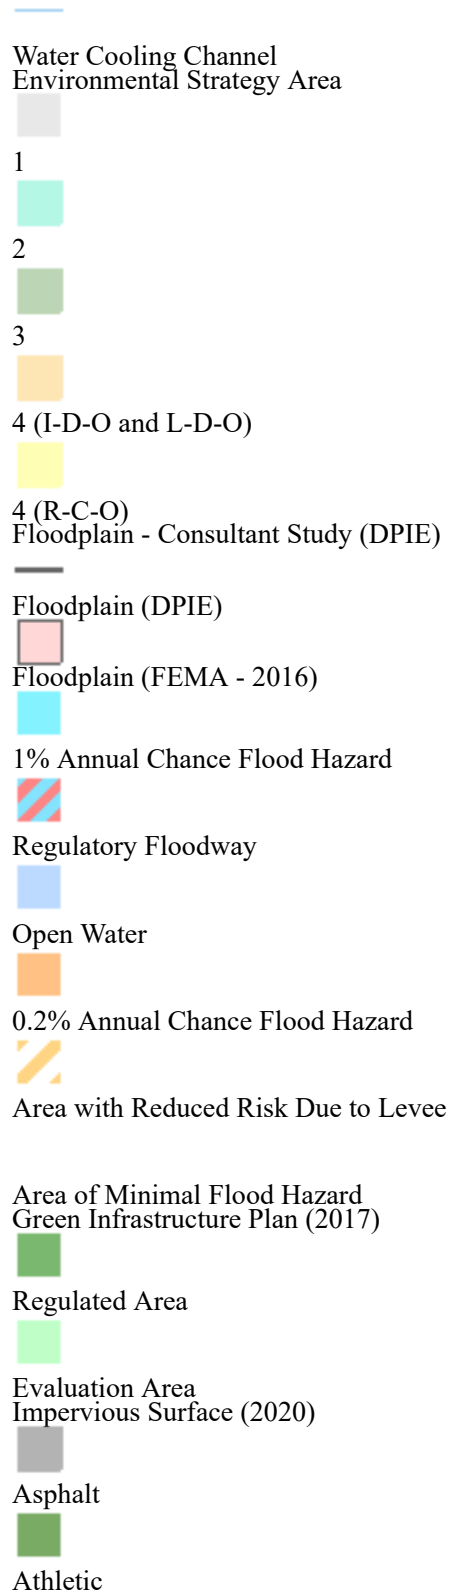 Water Cooling Channel
Environmental Strategy Area
1
2
3
4 (I-D-O and L-D-O)
4 (R-C-O)
Floodplain - Consultant Study (DPIE)
Floodplain (DPIE)
Floodplain (FEMA - 2016)
1% Annual Chance Flood Hazard
Regulatory Floodway
Open Water
0.2% Annual Chance Flood Hazard
Area with Reduced Risk Due to Levee
Area of Minimal Flood Hazard
Green Infrastructure Plan (2017)
Regulated Area
Evaluation Area
Impervious Surface (2020)
Asphalt
Athletic